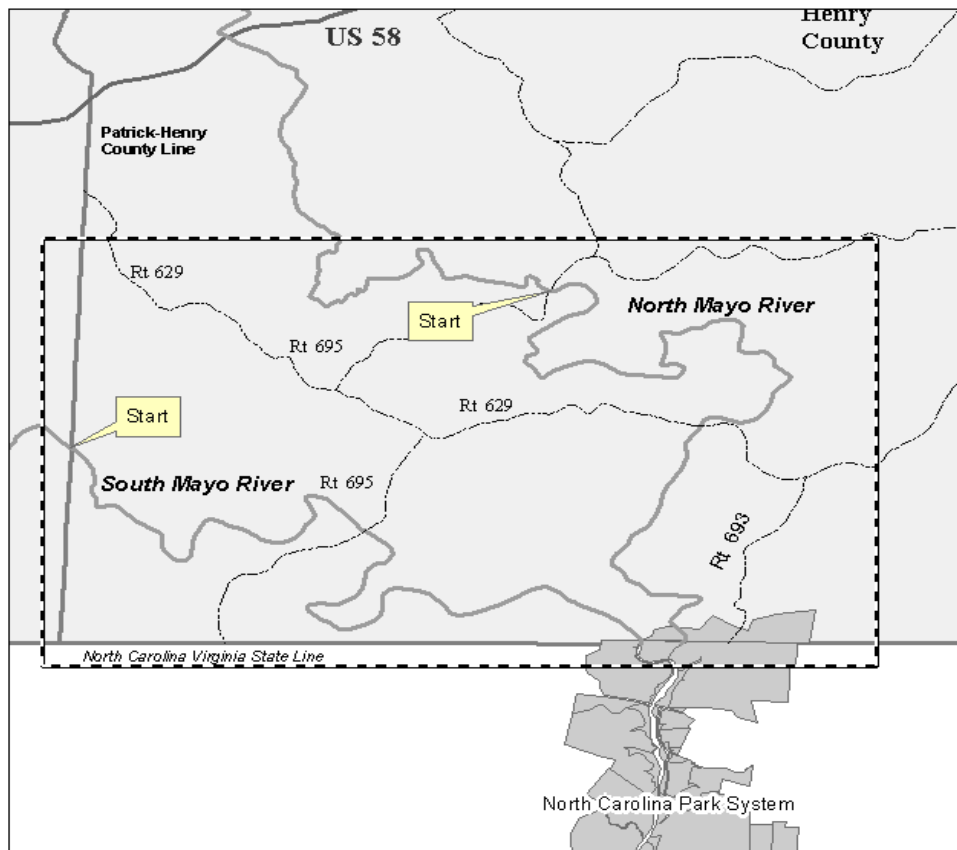 US 58
Henry
County
Patrick-Henry
County Line
Rt 629
Start
North Mayo River
Rt 695
Start
Rt 629
South Mayo River
Rt 695
Rt 693
North Carolina Virginia State Line
North Carolina Park System